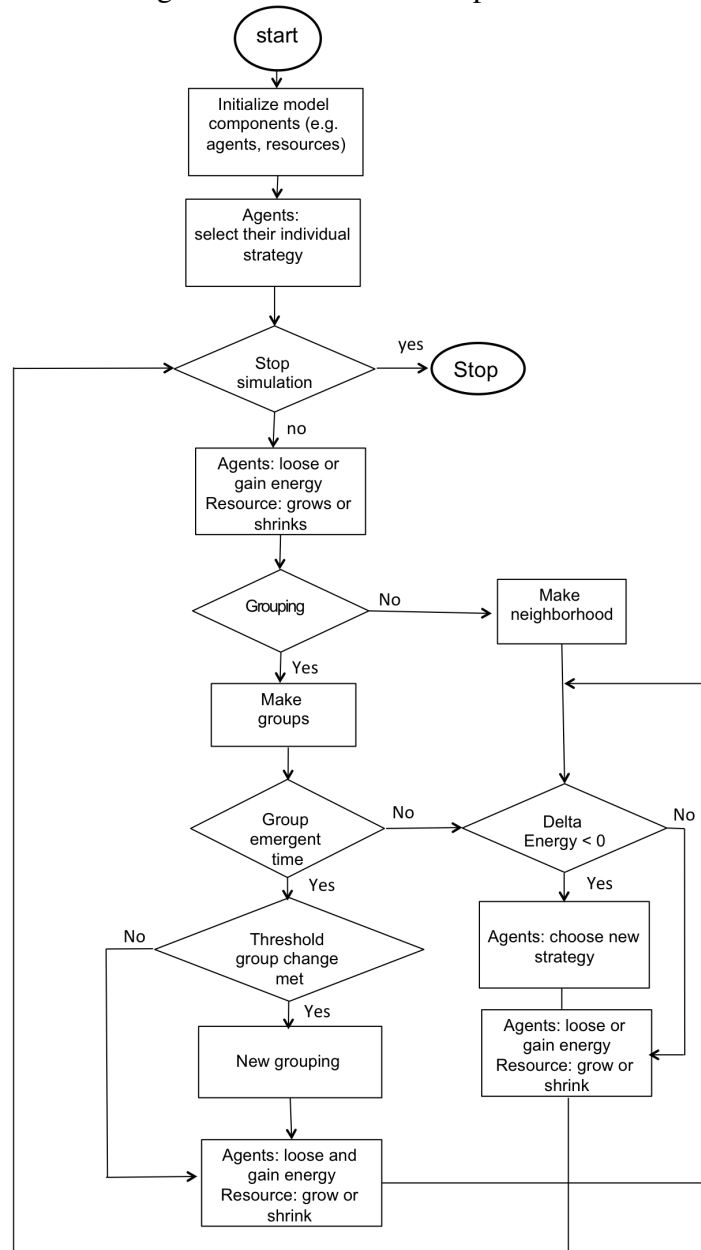 start
Initialize model
components (e.g.
agents, resources)
Agents:
select their individual
strategy
Stop
simulation
yes
Stop
no
Agents: loose or
gain energy
Resource: grows or
shrinks
Grouping
No
Make
neighborhood
Yes
Make
groups
Group
emergent
time
No
Delta
Energy < 0
No
Yes
Yes
No
Threshold
group change
met
Agents: choose new
strategy
Yes
New grouping
Agents: loose or
gain energy
Resource: grow or
shrink
Agents: loose and
gain energy
Resource: grow or
shrink